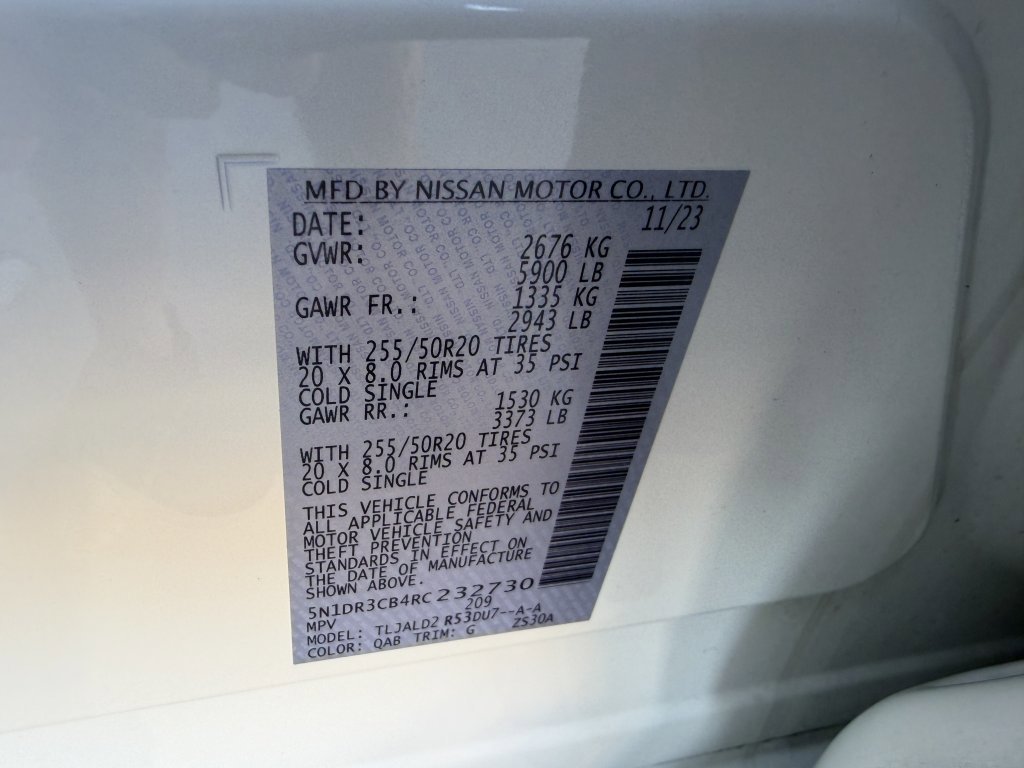 MFD BY NISSAN MOTOR CO., LTD.
DATE: 11/23
GVWR: 2676 KG
5900 LB
GAWR FR.: 1335 KG
2943 LB
WITH 255/50R20 TIRES
20 X 8.0 RIMS AT 35 PSI
COLD SINGLE
GAWR RR.: 1530 KG
3373 LB
WITH 255/50R20 TIRES
20 X 8.0 RIMS AT 35 PSI
COLD SINGLE
THIS VEHICLE CONFORMS TO
ALL APPLICABLE FEDERAL
MOTOR VEHICLE SAFETY AND
THEFT PREVENTION
STANDARDS IN EFFECT ON
THE DATE OF MANUFACTURE
SHOWN ABOVE.
5N1DR3CB4RC232730
MPV 209
MODEL: TLJALD2 R53DU7--A-A
COLOR: QAB TRIM: G ZS30A